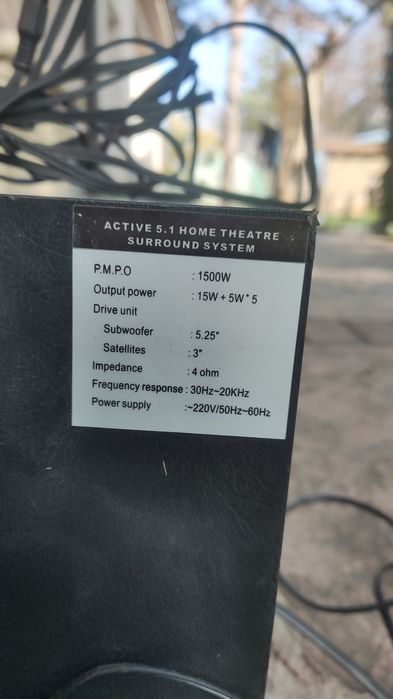 ACTIVE 5.1 HOME THEATRE
SURROUND SYSTEM
P.M.P.O : 1500W
Output power : 15W + 5W * 5
Drive unit
Subwoofer : 5.25"
Satellites : 3"
Impedance : 4 ohm
Frequency response : 30Hz~20KHz
Power supply :~220V/50Hz~60Hz